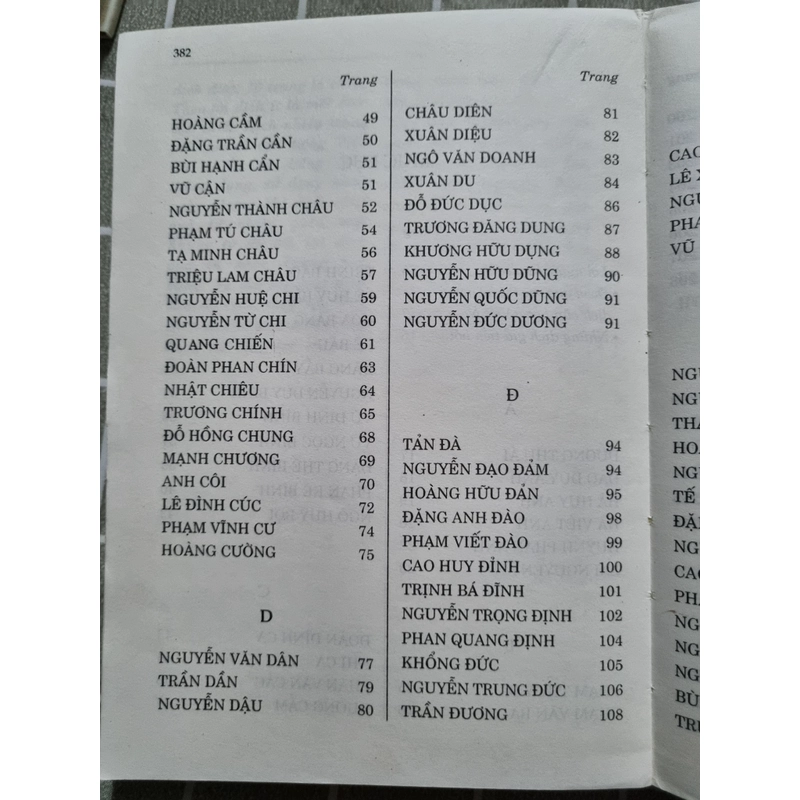 382
Trang
HOÀNG CẦM 49
ĐẶNG TRẦN CẦN 50
BÙI HẠNH CẨN 51
VŨ CẬN 51
NGUYỄN THÀNH CHÂU 52
PHẠM TÚ CHÂU 54
TẠ MINH CHÂU 56
TRIỆU LAM CHÂU 57
NGUYỄN HUỆ CHI 59
NGUYỄN TỪ CHI 60
QUANG CHIẾN 61
ĐOÀN PHAN CHÍN 63
NHẬT CHIÊU 64
TRƯƠNG CHÍNH 65
ĐỖ HỒNG CHUNG 68
MẠNH CHƯƠNG 69
ANH CÔI 70
LÊ ĐÌNH CÚC 72
PHẠM VĨNH CƯ 74
HOÀNG CƯỜNG 75
D
NGUYỄN VĂN DÂN 77
TRẦN DẦN 79
NGUYỄN DẬU 80
Trang
CHÂU DIÊN 81
XUÂN DIỆU 82
NGÔ VĂN DOANH 83
XUÂN DU 84
ĐỖ ĐỨC DỤC 86
TRƯƠNG ĐĂNG DUNG 87
KHƯƠNG HỮU DỤNG 88
NGUYỄN HỮU DŨNG 90
NGUYỄN QUỐC DŨNG 91
NGUYỄN ĐỨC DƯƠNG 91
Đ
TẢN ĐÀ 94
NGUYỄN ĐẠO ĐẢM 94
HOÀNG HỮU ĐẢN 95
ĐẶNG ANH ĐÀO 98
PHẠM VIẾT ĐÀO 99
CAO HUY ĐỈNH 100
TRỊNH BÁ ĐĨNH 101
NGUYỄN TRỌNG ĐỊNH 102
PHAN QUANG ĐỊNH 104
KHỔNG ĐỨC 105
NGUYỄN TRUNG ĐỨC 106
TRẦN ĐƯƠNG 108
CAO
LÊ
VŨ
TẾ
CAO
BÙI